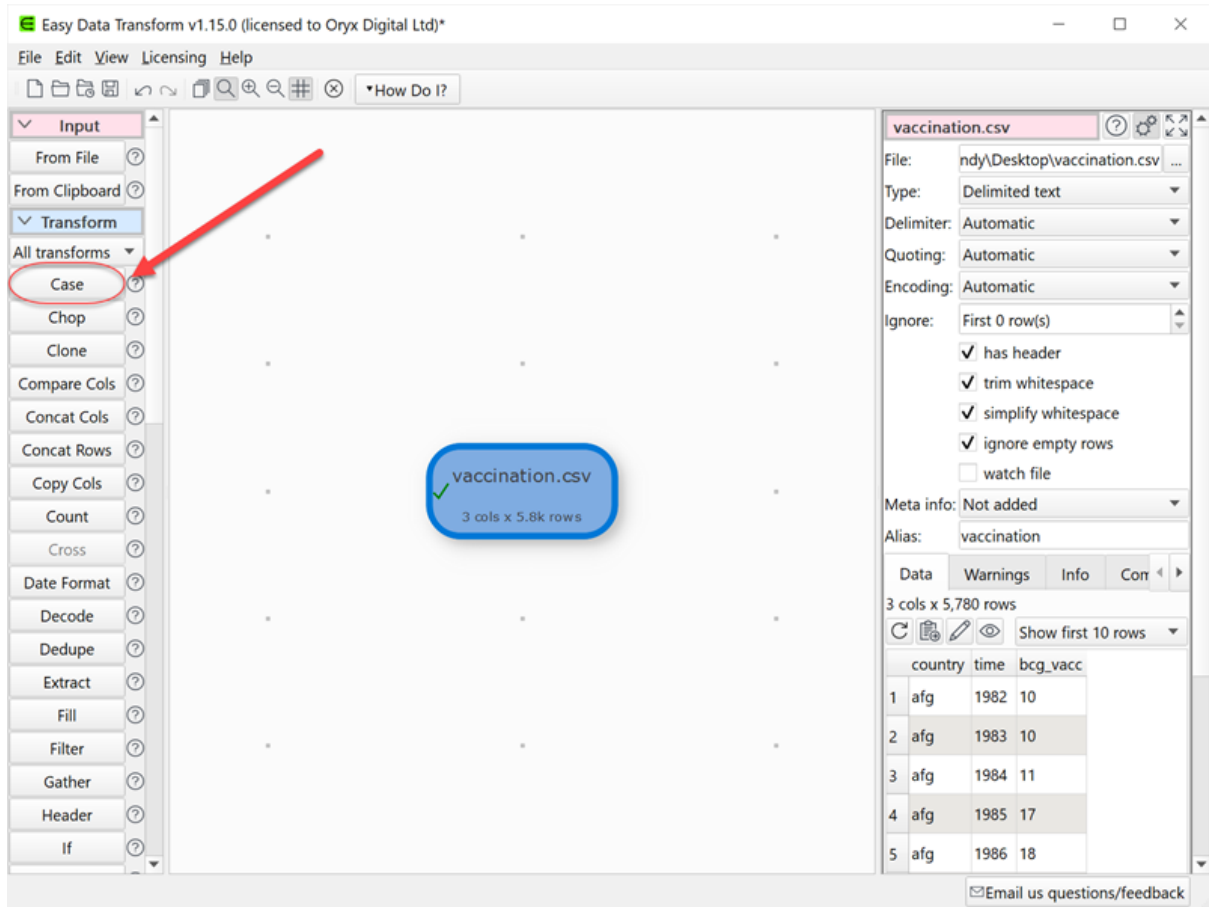 Easy Data Transform v1.15.0 (licensed to Oryx Digital Ltd)*
File Edit View Licensing Help
How Do I?
Input
From File ?
From Clipboard ?
Transform
All transforms
Case ?
Chop ?
Clone ?
Compare Cols ?
Concat Cols ?
Concat Rows ?
Copy Cols ?
Count ?
Cross ?
Date Format ?
Decode ?
Dedupe ?
Extract ?
Fill ?
Filter ?
Gather ?
Header ?
If ?
vaccination.csv
3 cols x 5.8k rows
vaccination.csv ?
File: ndy\Desktop\vaccination.csv ...
Type: Delimited text
Delimiter: Automatic
Quoting: Automatic
Encoding: Automatic
Ignore: First 0 row(s)
has header
trim whitespace
simplify whitespace
ignore empty rows
watch file
Meta info: Not added
Alias: vaccination
Data Warnings Info Com
3 cols x 5,780 rows
Show first 10 rows
country time bcg_vacc
1 afg 1982 10
2 afg 1983 10
3 afg 1984 11
4 afg 1985 17
5 afg 1986 18
Email us questions/feedback